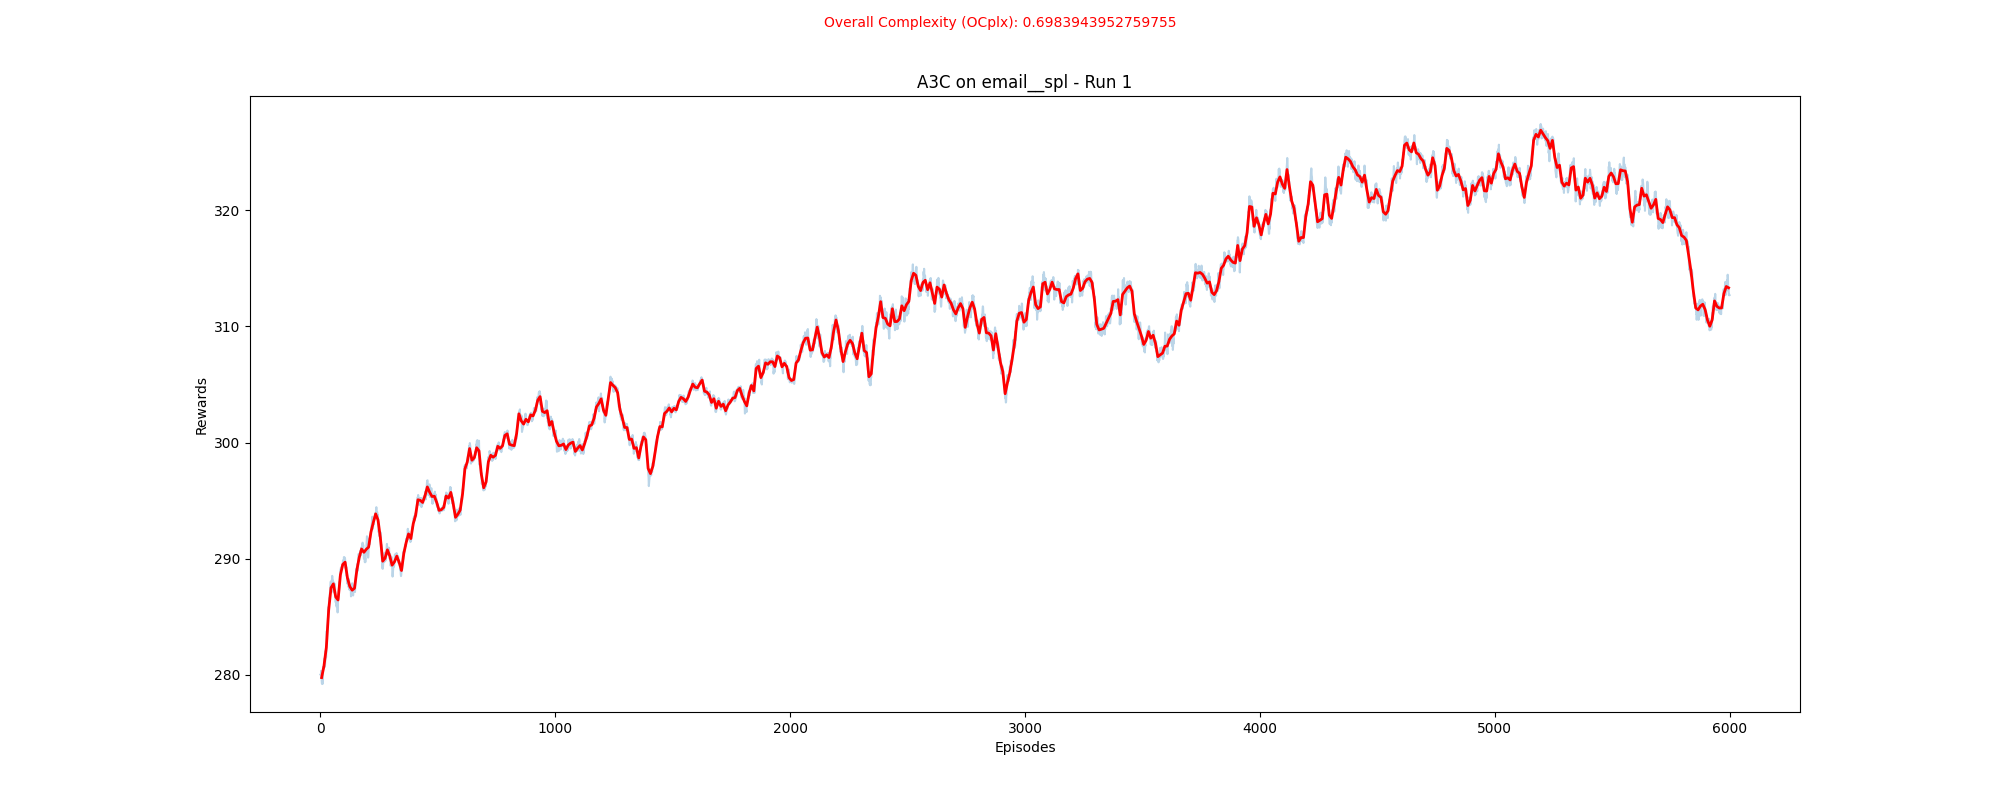 Overall Complexity (OCplx): 0.6983943952759755
A3C on email__spl - Run 1
320
310
300
290
280
Rewards
0 1000 2000 3000 4000 5000 6000
Episodes